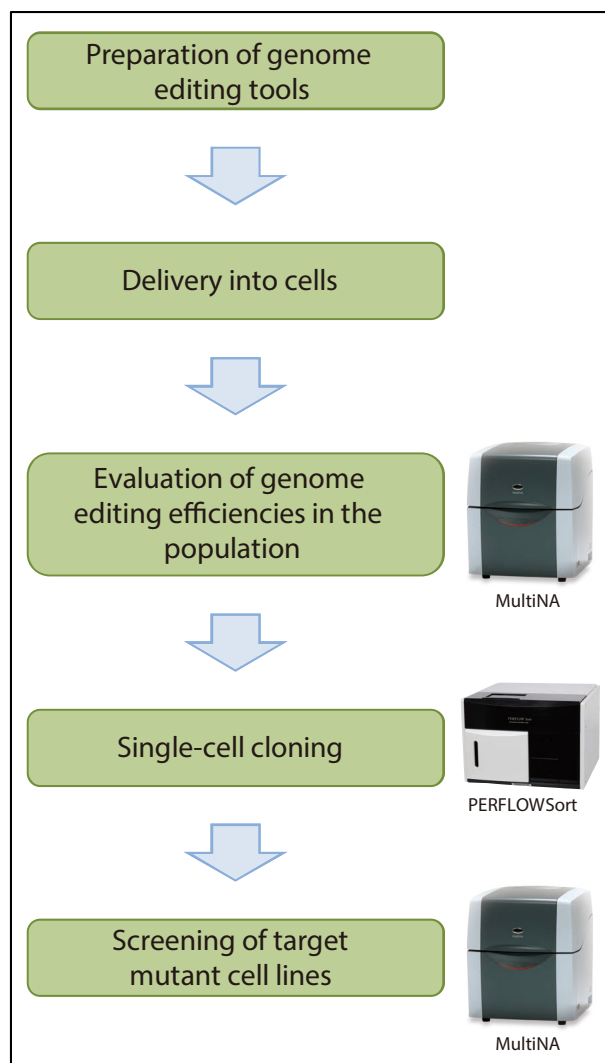 Preparation of genome
editing tools
Delivery into cells
Evaluation of genome
editing efficiencies in the
population
MultiNA
Single-cell cloning
PERFLOWSort
Screening of target
mutant cell lines
MultiNA